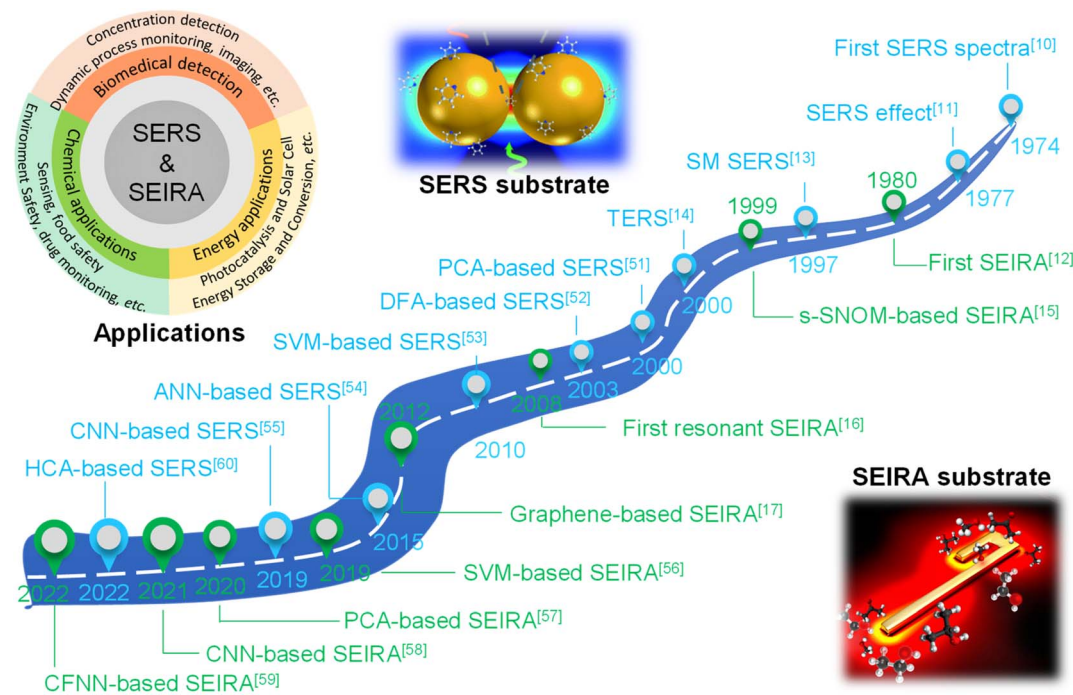 Concentration detection
Dynamic process monitoring, imaging, etc.
Biomedical detection
Chemical applications
Sensing, food safety
Environment Safety, drug monitoring, etc.
Energy applications
Photocatalysis and Solar Cell
Energy Storage and Conversion, etc.
SERS
&
SEIRA
Applications
SERS substrate
First SERS spectra[10]
1974
SERS effect[11]
1977
1980
First SEIRA[12]
SM SERS[13]
1997
1999
s-SNOM-based SEIRA[15]
TERS[14]
2000
PCA-based SERS[51]
2000
DFA-based SERS[52]
2003
2008
First resonant SEIRA[16]
SVM-based SERS[53]
2010
2012
Graphene-based SEIRA[17]
ANN-based SERS[54]
2015
2019
SVM-based SEIRA[56]
CNN-based SERS[55]
2019
2020
PCA-based SEIRA[57]
2021
CNN-based SEIRA[58]
HCA-based SERS[60]
2022
2022
CFNN-based SEIRA[59]
SEIRA substrate